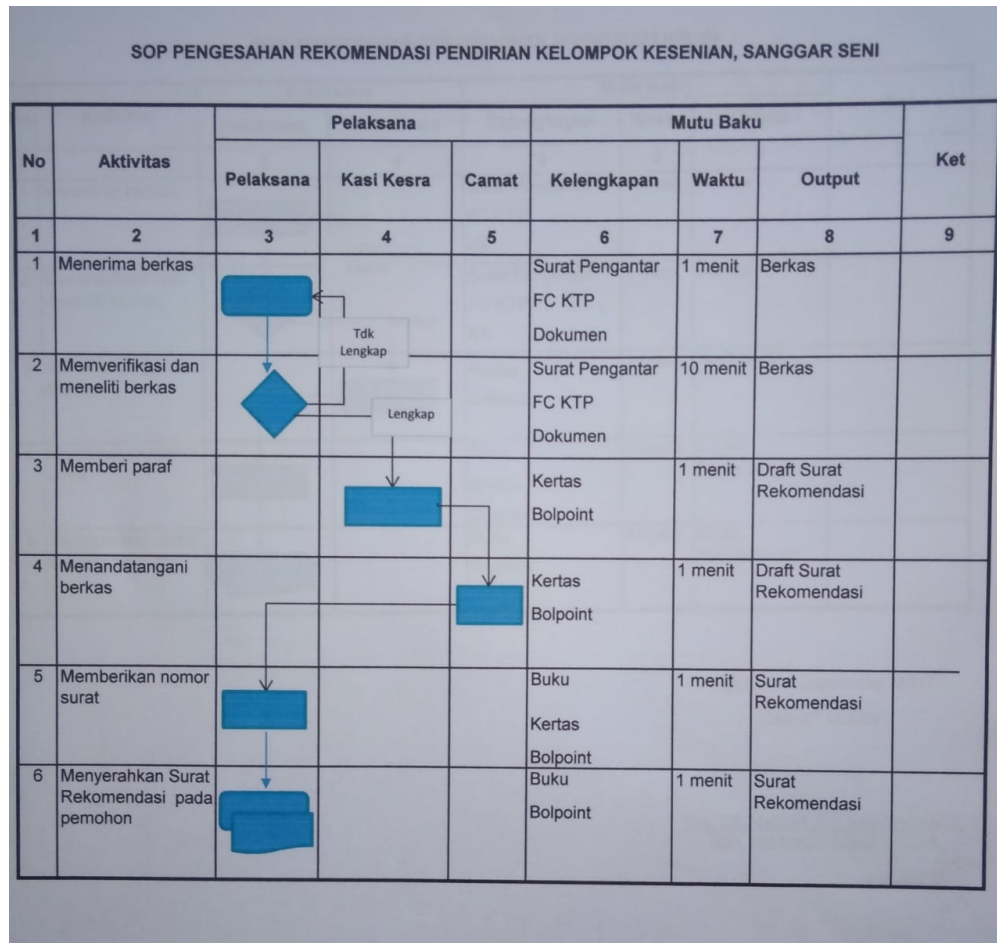 SOP PENGESAHAN REKOMENDASI PENDIRIAN KELOMPOK KESENIAN, SANGGAR SENI
No Aktivitas Pelaksana Mutu Baku Ket
Pelaksana Kasi Kesra Camat Kelengkapan Waktu Output
1 2 3 4 5 6 7 8 9
1 Menerima berkas Surat Pengantar 1 menit Berkas
FC KTP
Tdk
Lengkap
Dokumen
2 Memverifikasi dan Surat Pengantar 10 menit Berkas
meneliti berkas
FC KTP
Lengkap
Dokumen
3 Memberi paraf 1 menit Draft Surat
Kertas Rekomendasi
Bolpoint
4 Menandatangani 1 menit Draft Surat
berkas Kertas Rekomendasi
Bolpoint
5 Memberikan nomor Buku 1 menit Surat
surat Rekomendasi
Kertas
Bolpoint
6 Menyerahkan Surat Buku 1 menit Surat
Rekomendasi pada Rekomendasi
pemohon Bolpoint